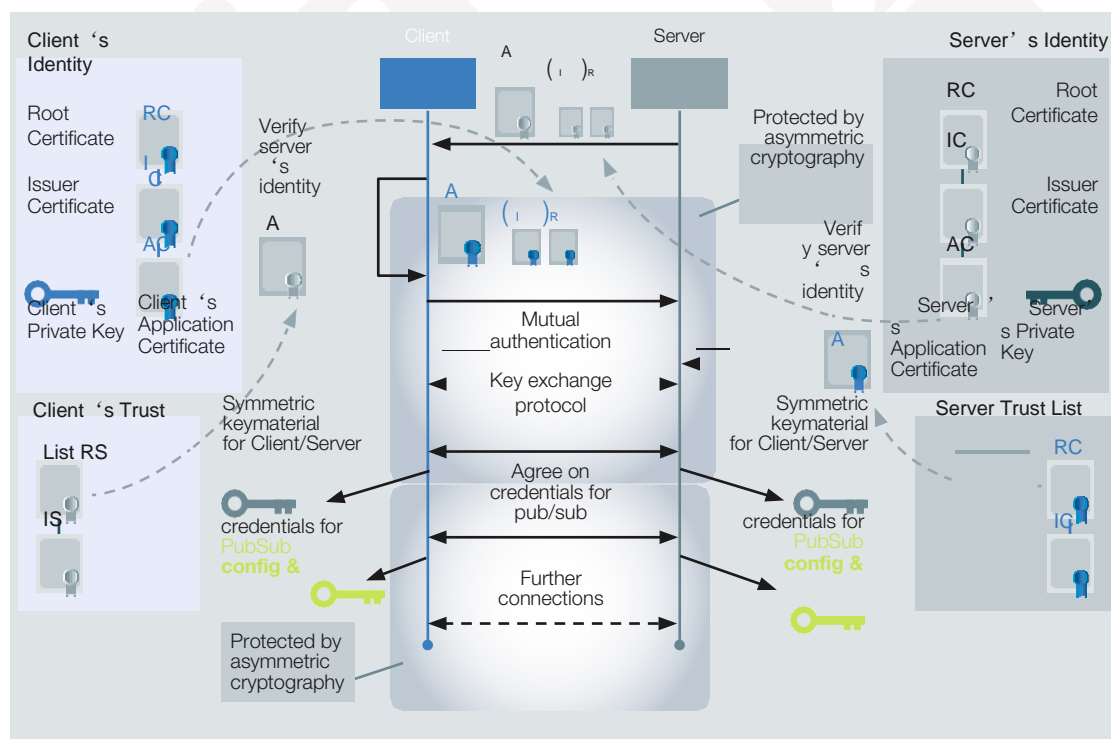 Client ‘s
Identity
Root
Certificate
RC
Issuer
Certificate
I
C
AC
Client ‘s
Private Key
Client ‘s
Application
Certificate
Client ‘s Trust
List RS
IS
Verify
server
‘s
identity
A
Client
Server
A
( I )R
A
( I )R
Mutual
authentication
Key exchange
protocol
Agree on
credentials for
pub/sub
Further
connections
Symmetric
keymaterial
for Client/Server
credentials for
PubSub
config &
Protected by
asymmetric
cryptography
Protected by
asymmetric
cryptography
Verif
y server
‘ s
identity
A
Symmetric
keymaterial
for Client/Server
credentials for
PubSub
config &
Server’ s Identity
RC
Root
Certificate
IC
Issuer
Certificate
AC
Server ’
s
Application
Certificate
Server’
s Private
Key
Server Trust List
RC
IC